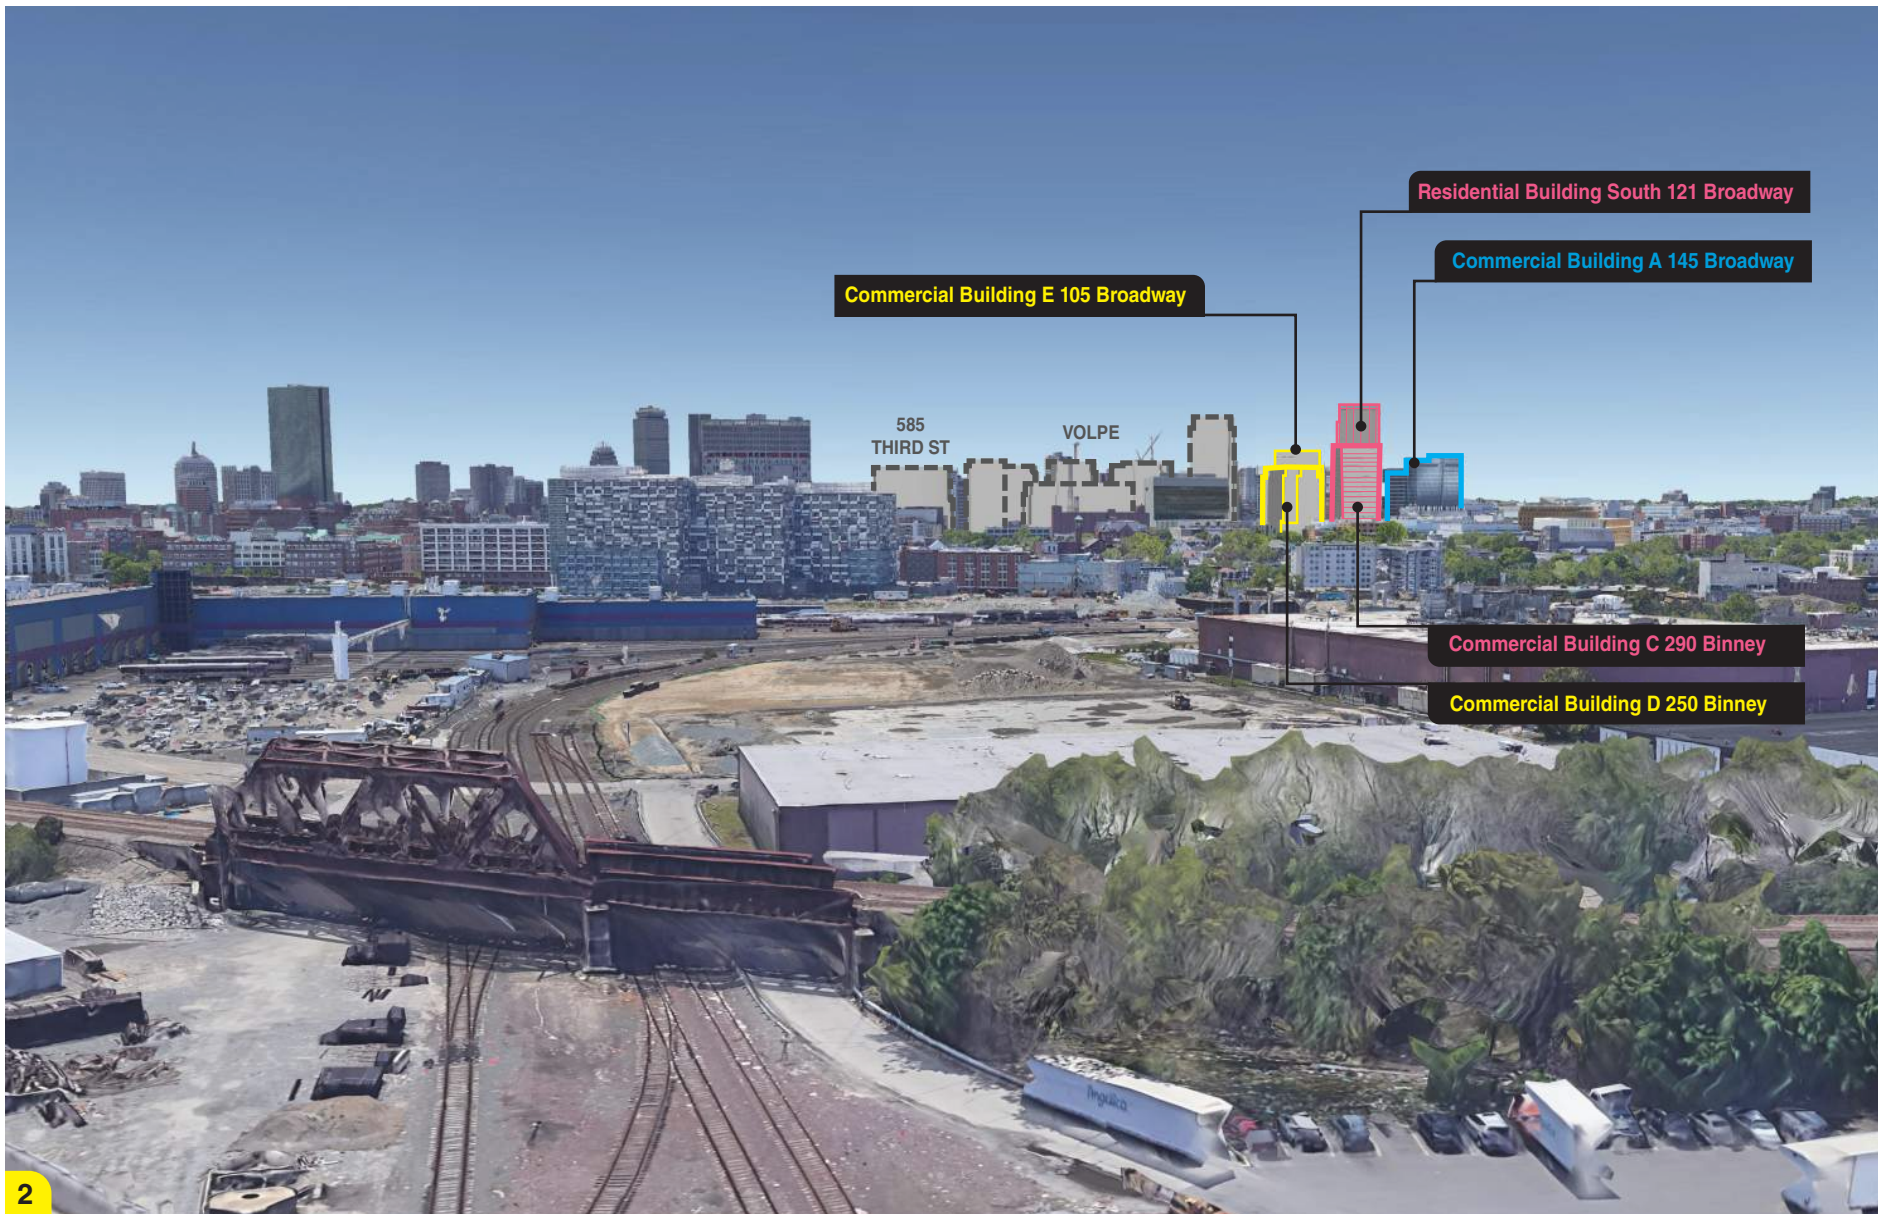 Residential Building South 121 Broadway
Commercial Building A 145 Broadway
Commercial Building E 105 Broadway
585
THIRD ST
VOLPE
Commercial Building C 290 Binney
Commercial Building D 250 Binney
2